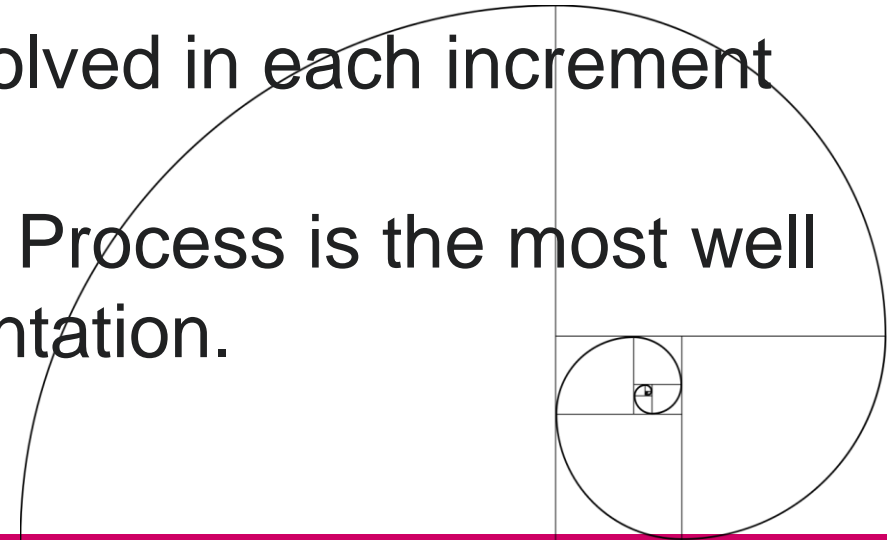 olved in each increment
Process is the most well
ntation.